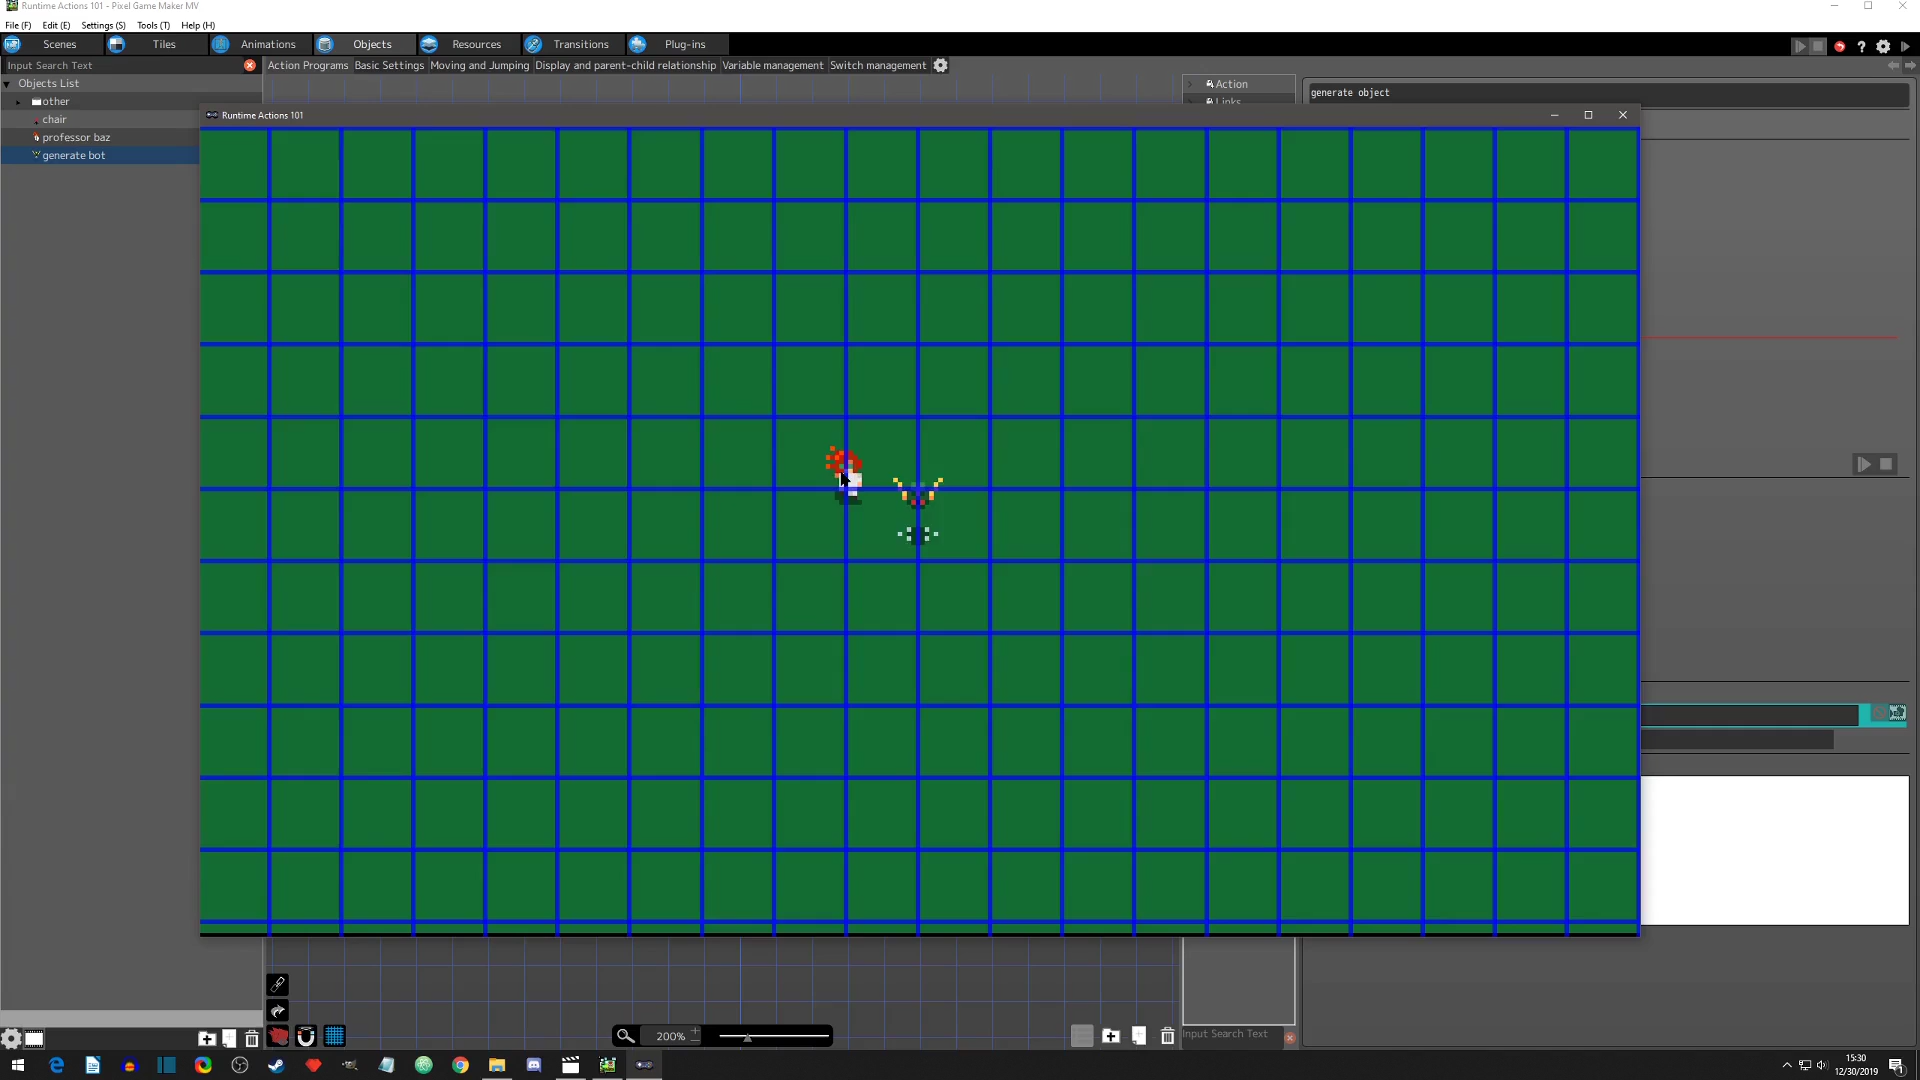 Runtime Actions 101 - Pixel Game Maker MV
File (F) Edit (E) Settings (S) Tools (T) Help (H)
Scenes Tiles Animations Objects Resources Transitions Plug-ins
Input Search Text Action Programs Basic Settings Moving and Jumping Display and parent-child relationship Variable management Switch management
Objects List
Action
generate object
other
Links
Runtime Actions 101
chair
professor baz
generate bot
200%
Input Search Text
15:30
12/30/2019